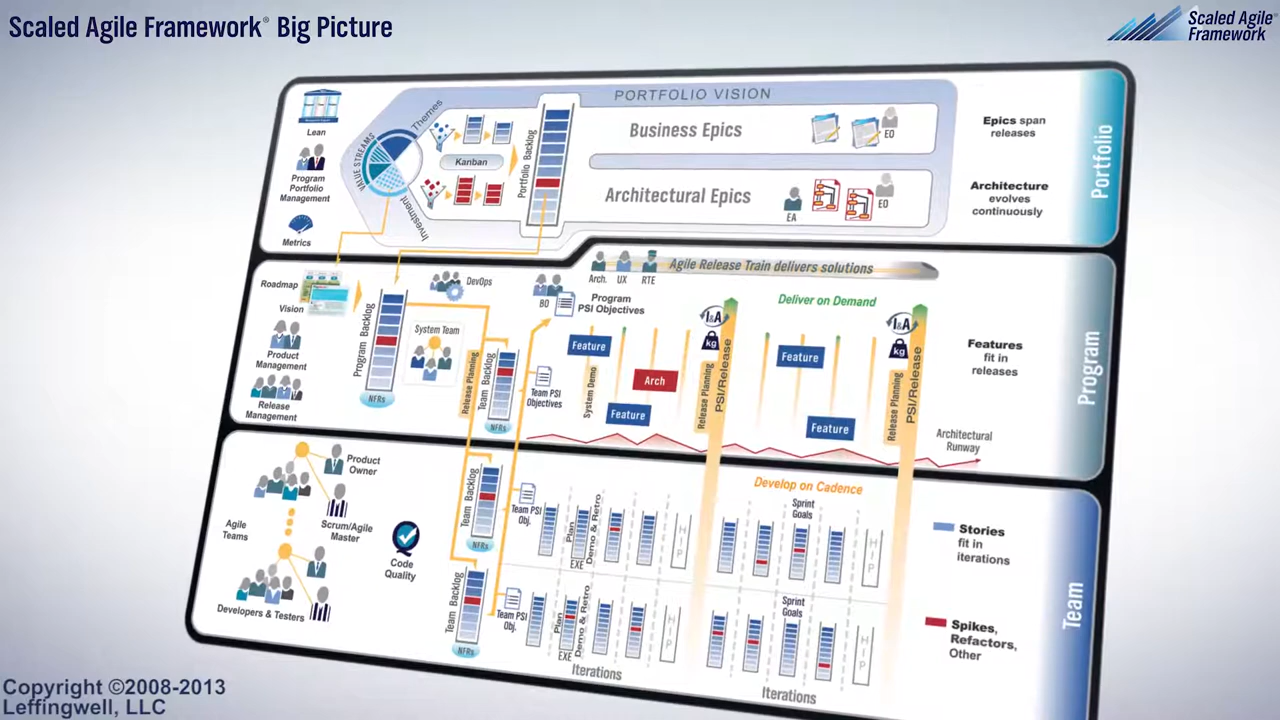 Scaled Agile Framework® Big Picture
Scaled Agile®
Framework
PORTFOLIO VISION
Lean
Program
Portfolio
Management
Metrics
VALUE STREAMS
Themes
Investment
Kanban
Portfolio Backlog
Business Epics
EO
Architectural Epics
EA
EO
Epics span
releases
Architecture
evolves
continuously
Portfolio
Roadmap
Vision
Product
Management
Release
Management
Program Backlog
NFRs
DevOps
System Team
Release Planning
Team Backlog
NFRs
BO
Program
PSI Objectives
Team PSI
Objectives
Arch.
UX
RTE
Agile Release Train delivers solutions
Deliver on Demand
Feature
System Demo
Arch
Feature
I&A
kg
Release Planning
PSI/Release
Feature
Feature
I&A
kg
Release Planning
PSI/Release
Features
fit in
releases
Architectural
Runway
Program
Product
Owner
Agile
Teams
Scrum/Agile
Master
Developers & Testers
Code
Quality
Team Backlog
NFRs
Team PSI
Obj.
Plan
EXE
Demo & Retro
HIP
Develop on Cadence
Sprint
Goals
HIP
Team Backlog
NFRs
Team PSI
Obj.
Plan
EXE
Demo & Retro
HIP
Iterations
Sprint
Goals
HIP
Iterations
Stories
fit in
iterations
Spikes,
Refactors,
Other
Team
Copyright ©2008-2013
Leffingwell, LLC